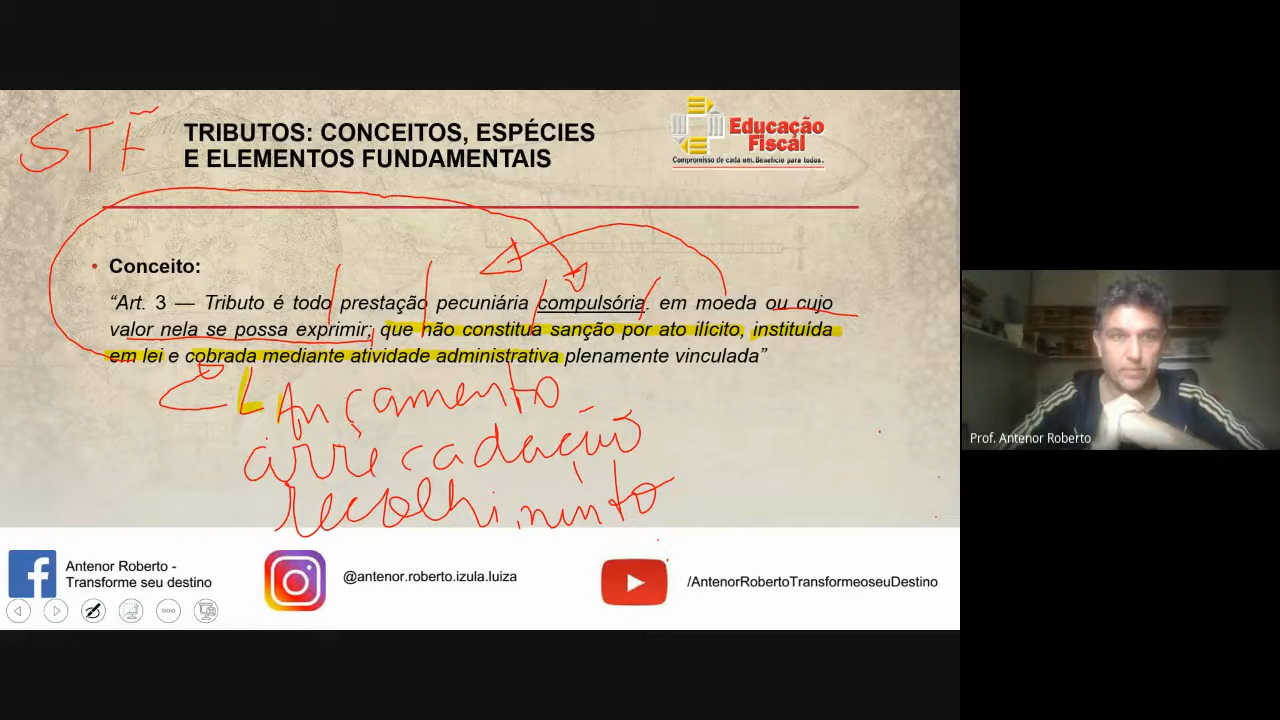 STF
TRIBUTOS: CONCEITOS, ESPÉCIES
E ELEMENTOS FUNDAMENTAIS
Educação
Fiscal
Compromisso de cada um. Benefício para todos.
• Conceito:
“Art. 3 — Tributo é todo prestação pecuniária compulsória. em moeda ou cujo
valor nela se possa exprimir; que não constitua sanção por ato ilícito, instituída
em lei e cobrada mediante atividade administrativa plenamente vinculada”
Lançamento
arrecadação
recolhimento
Prof. Antenor Roberto
Antenor Roberto -
Transforme seu destino
@antenor.roberto.izula.luiza
/AntenorRobertoTransformeoseuDestino